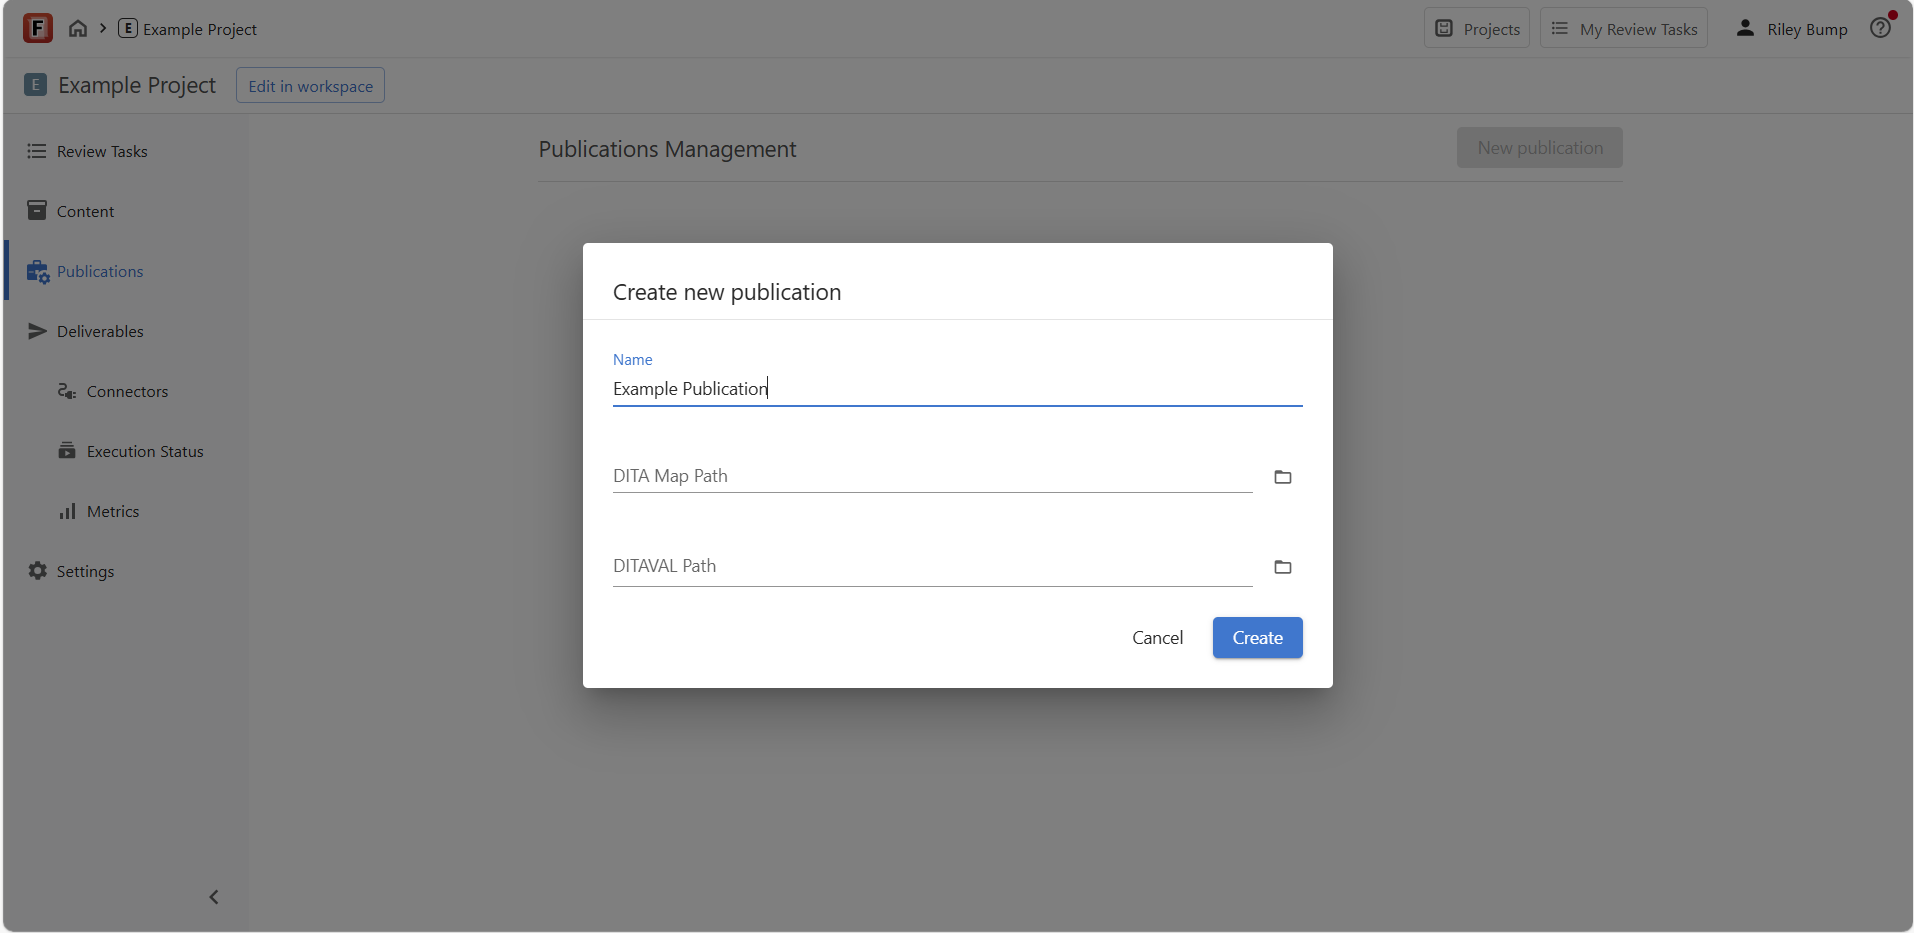 F
E Example Project
Projects
My Review Tasks
Riley Bump
?
E Example Project
Edit in workspace
Review Tasks
Content
Publications
Deliverables
Connectors
Execution Status
Metrics
Settings
Publications Management
New publication
Create new publication
Name
Example Publication
DITA Map Path
DITAVAL Path
Cancel
Create